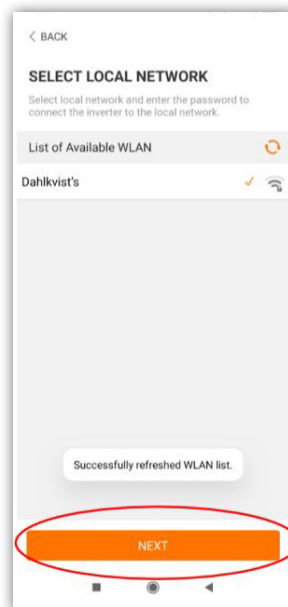 < BACK
SELECT LOCAL NETWORK
Select local network and enter the password to
connect the inverter to the local network.
List of Available WLAN
Dahlkvist's
Successfully refreshed WLAN list.
NEXT